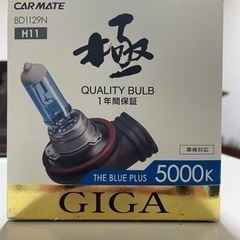 CAR MATE
BD1129N
H11
極
QUALITY BULB
1年間保証
車検対応
THE BLUE PLUS 5000K
GIGA